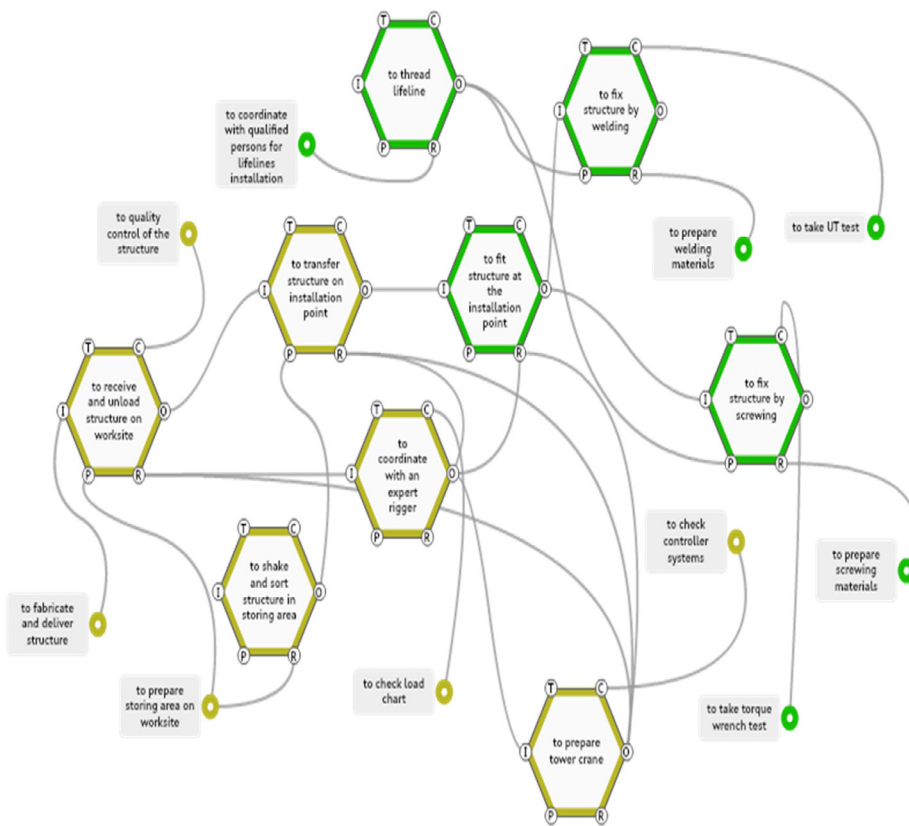 T C
to thread
lifeline
I O
P R
T C
to fix
structure by
welding
I O
P R
to coordinate
with qualified
persons for
lifelines
installation
to quality
control of the
structure
to prepare
welding
materials
to take UT test
T C
to transfer
structure on
installation
point
I O
P R
T C
to fit
structure at
the
installation
point
I O
P R
T C
to receive
and unload
structure on
worksite
I O
P R
T C
to fix
structure by
screwing
I O
P R
T C
to
coordinate
with an
expert
rigger
I O
P R
T C
to shake
and sort
structure in
storing area
I O
P R
to check
controller
systems
to prepare
screwing
materials
to fabricate
and deliver
structure
to prepare
storing area on
worksite
to check load
chart
to take torque
wrench test
T C
to prepare
tower crane
I O
P R